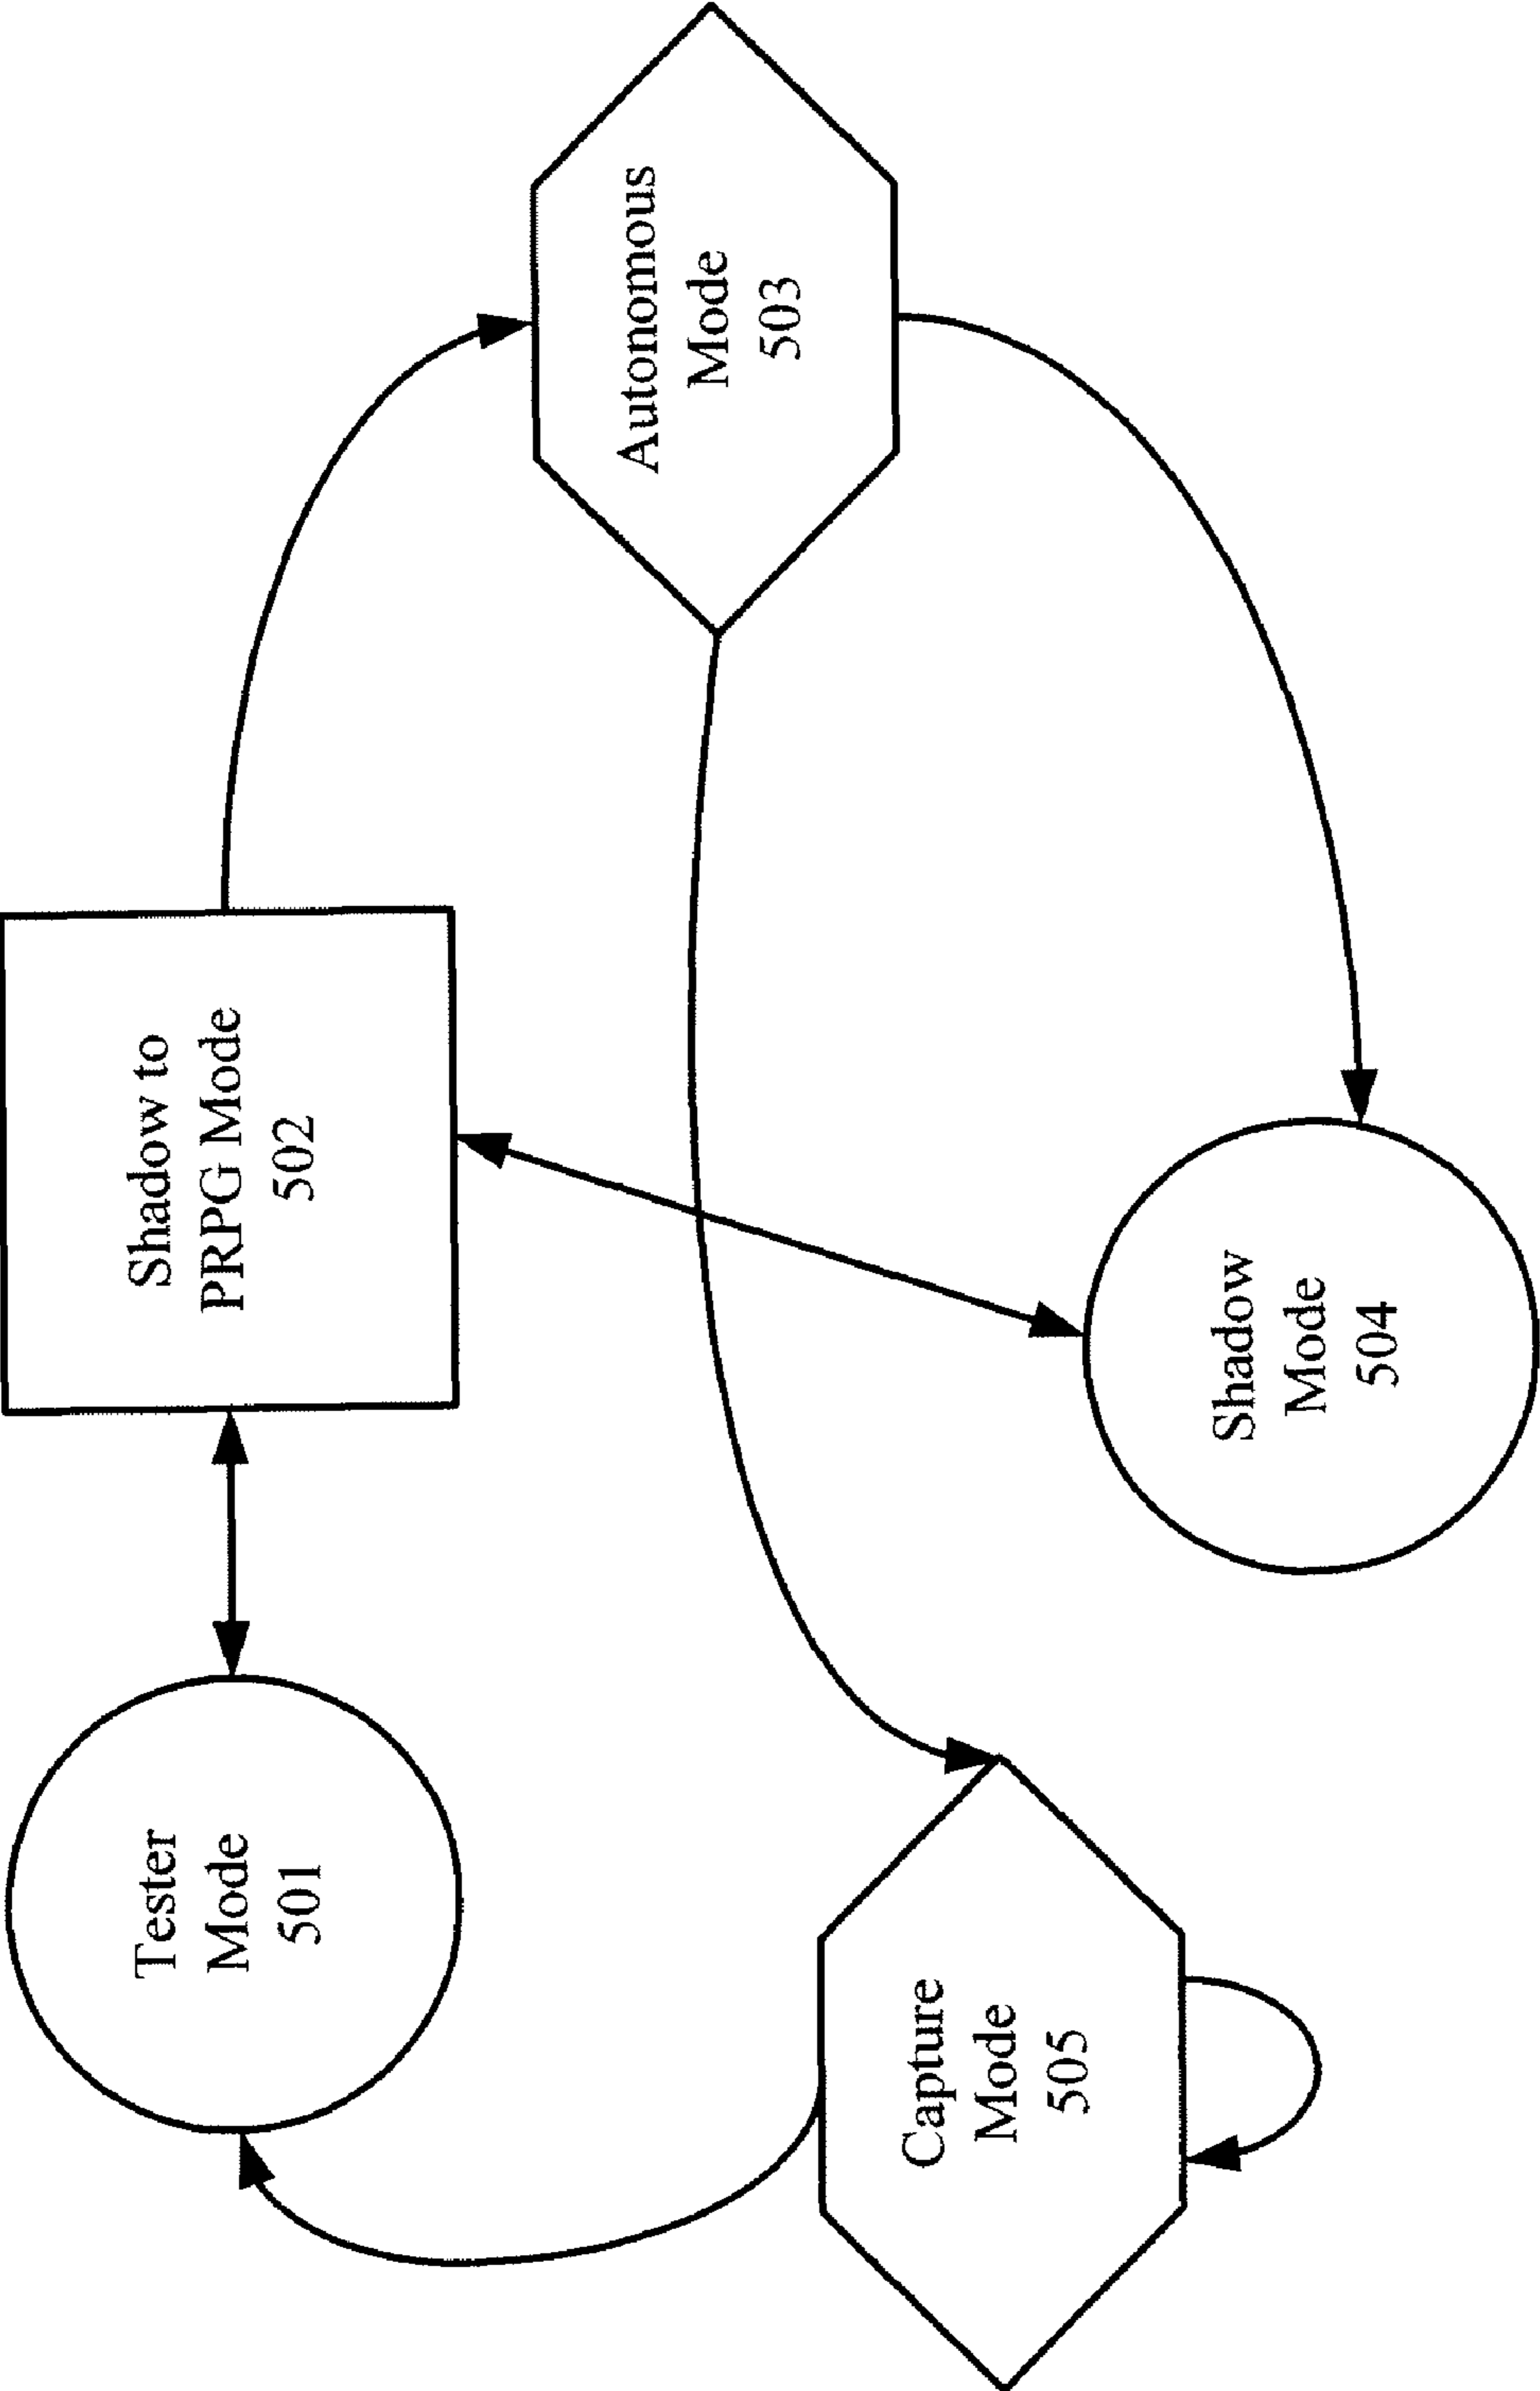 Tester
Mode
501
Shadow to
PRPG Mode
502
Autonomous
Mode
503
Shadow
Mode
504
Capture
Mode
505